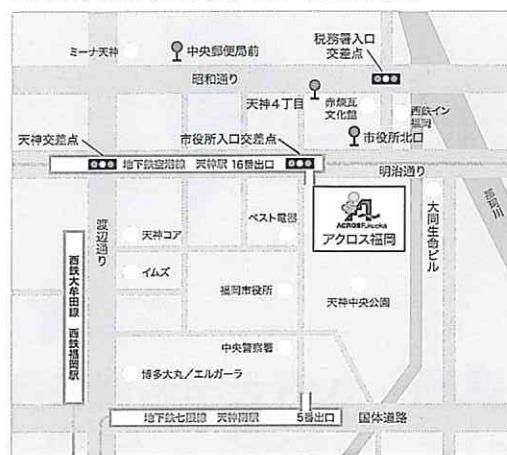 ミーナ天神
中央郵便局前
税務署入口
交差点
昭和通り
天神4丁目
赤煉瓦
文化館
西鉄イン
福岡
天神交差点
市役所入口交差点
市役所北口
地下鉄空港線 天神駅 16番出口
明治通り
那珂川
渡辺通り
ベスト電器
ACROS Fukuoka
アクロス福岡
大同生命ビル
天神コア
イムズ
西鉄大牟田線 西鉄福岡駅
福岡市役所
天神中央公園
中央警察署
博多大丸/エルガーラ
地下鉄七隈線 天神南駅 5番出口
国体道路